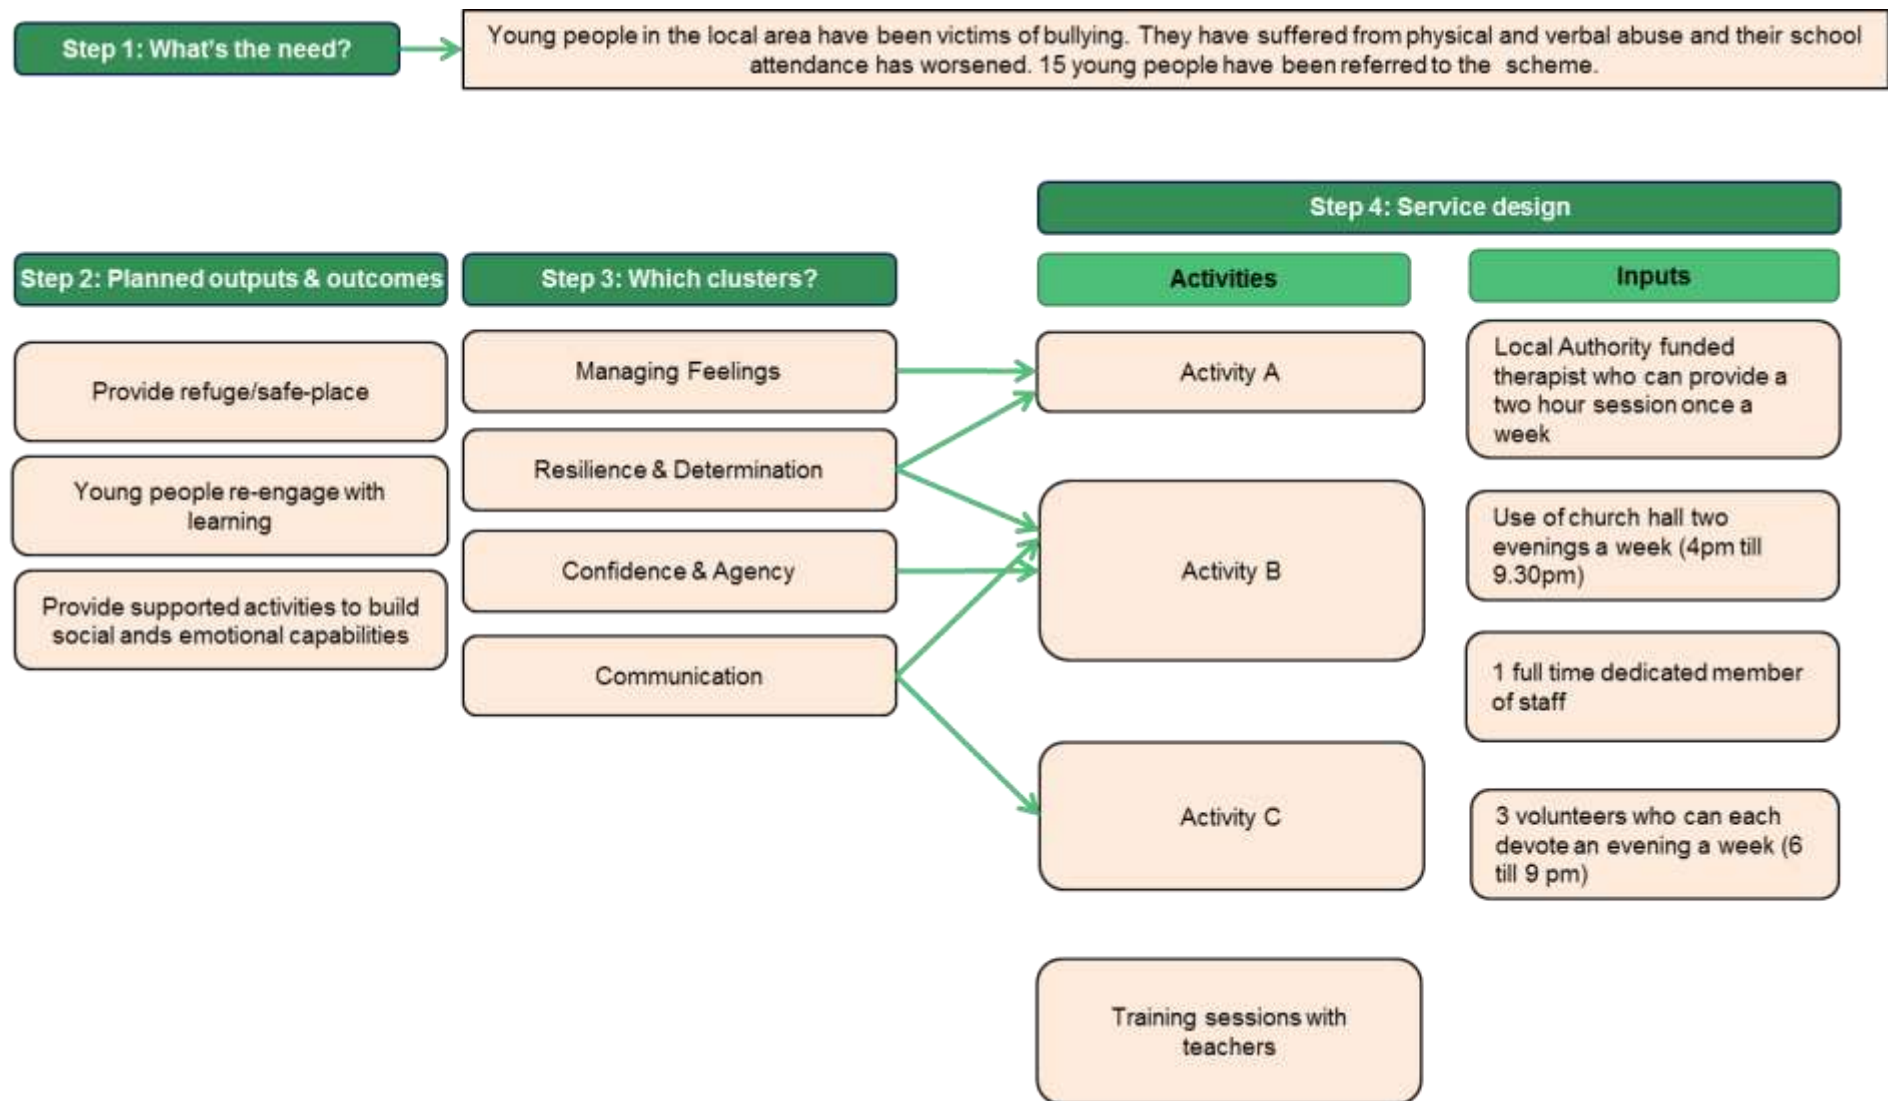 Step 1: What's the need?
Young people in the local area have been victims of bullying. They have suffered from physical and verbal abuse and their school
attendance has worsened. 15 young people have been referred to the scheme.
Step 4: Service design
Step 2: Planned outputs & outcomes
Step 3: Which clusters?
Activities
Inputs
Provide refuge/safe-place
Young people re-engage with
learning
Provide supported activities to build
social ands emotional capabilities
Managing Feelings
Resilience & Determination
Confidence & Agency
Communication
Activity A
Activity B
Activity C
Training sessions with
teachers
Local Authority funded
therapist who can provide a
two hour session once a
week
Use of church hall two
evenings a week (4pm till
9.30pm)
1 full time dedicated member
of staff
3 volunteers who can each
devote an evening a week (6
till 9 pm)